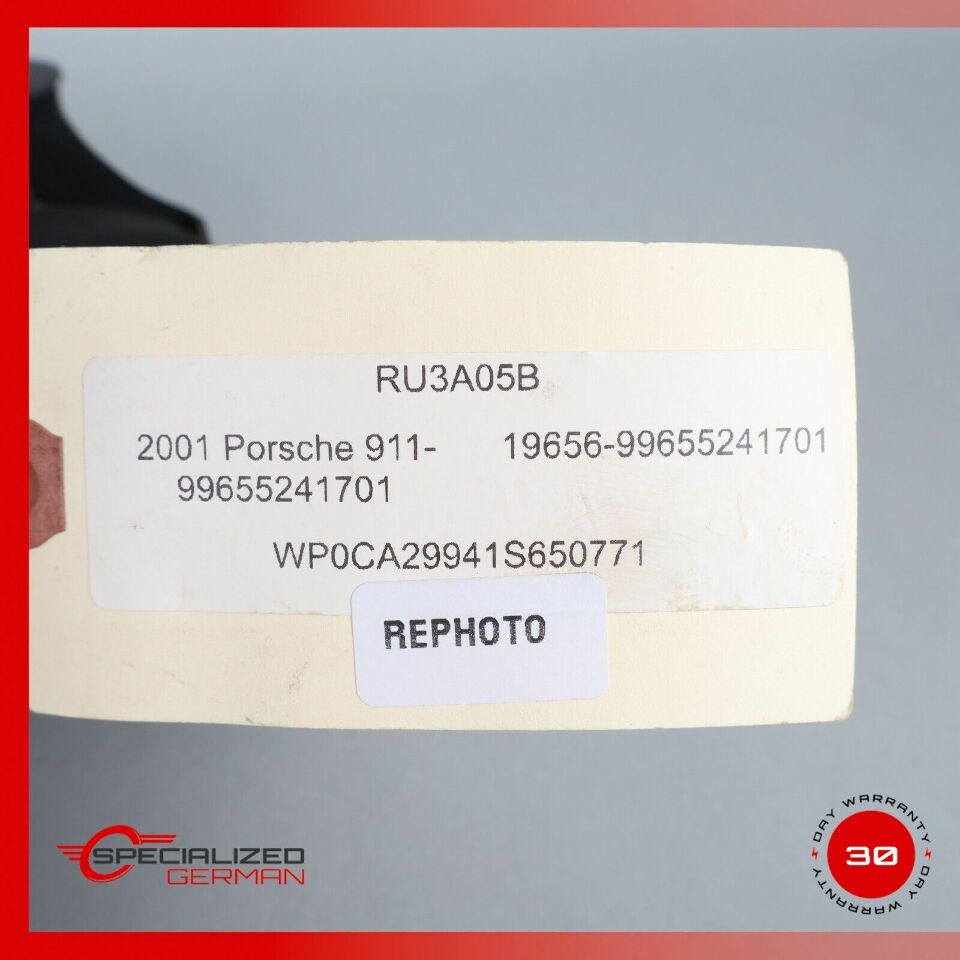 RU3A05B
2001 Porsche 911-
99655241701
19656-99655241701
WP0CA29941S650771
REPHOTO
SPECIALIZED
GERMAN
DAY WARRANTY
30
DAY WARRANTY